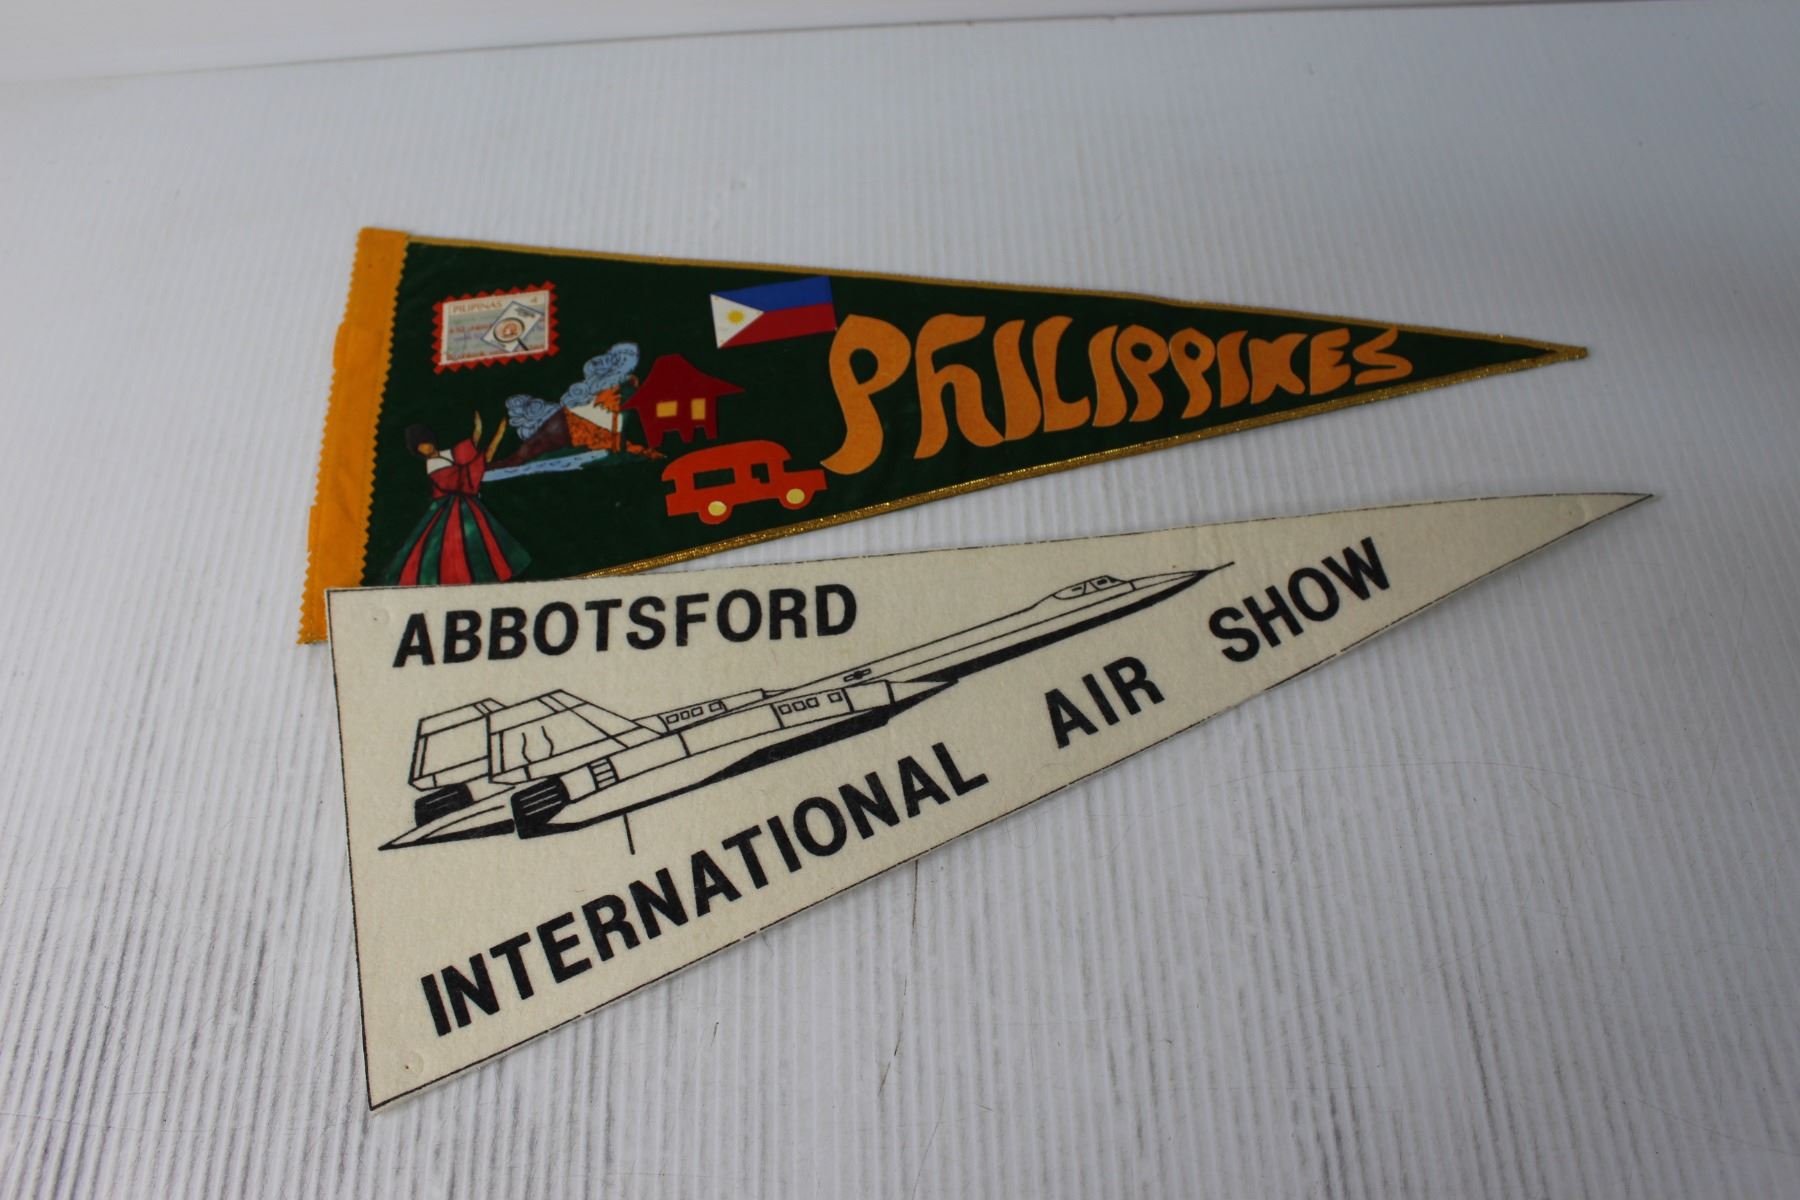 PILIPINAS
PHILIPPINES
ABBOTSFORD
INTERNATIONAL AIR SHOW